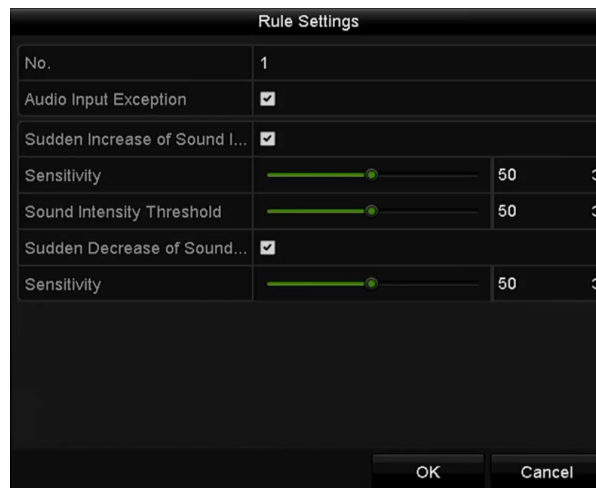 Rule Settings
No. 1
Audio Input Exception
Sudden Increase of Sound I...
Sensitivity 50
Sound Intensity Threshold 50
Sudden Decrease of Sound...
Sensitivity 50
OK Cancel